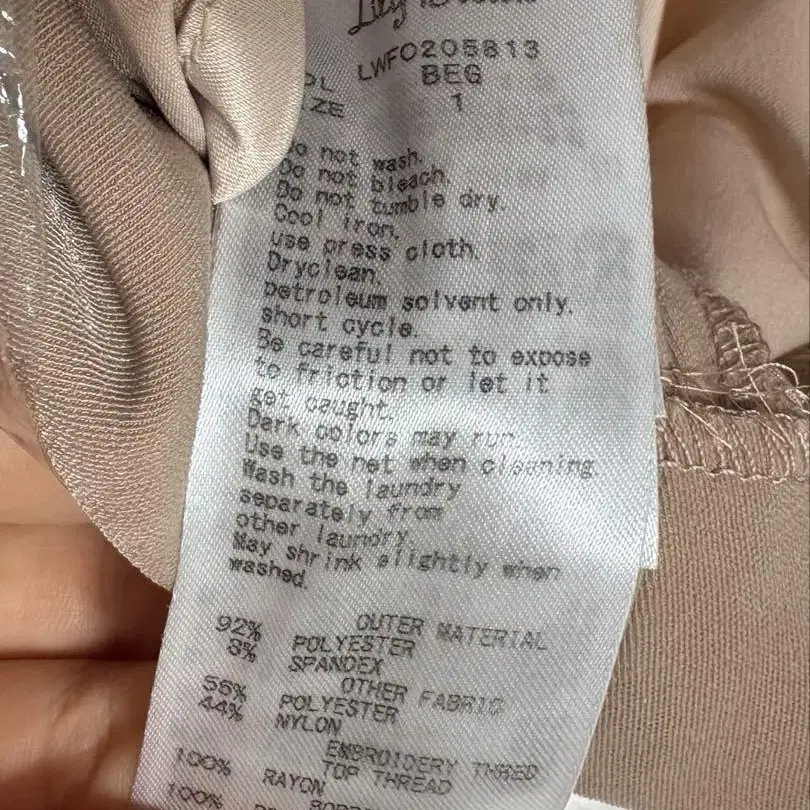 Lily Brown
LWFO205813
BEG
1
Do not wash.
Do not bleach.
Do not tumble dry.
Cool iron.
use press cloth.
Dryclean.
petroleum solvent only.
short cycle.
Be careful not to expose
to friction or let it
get caught.
Dark colors may run
Use the net when cleaning.
Wash the laundry
separately from
other laundry.
May shrink slightly when
washed.
OUTER MATERIAL
92% POLYESTER
8% SPANDEX
OTHER FABRIC
56% POLYESTER
44% NYLON
EMBROIDERY THRED
TOP THREAD
100% RAYON
100%